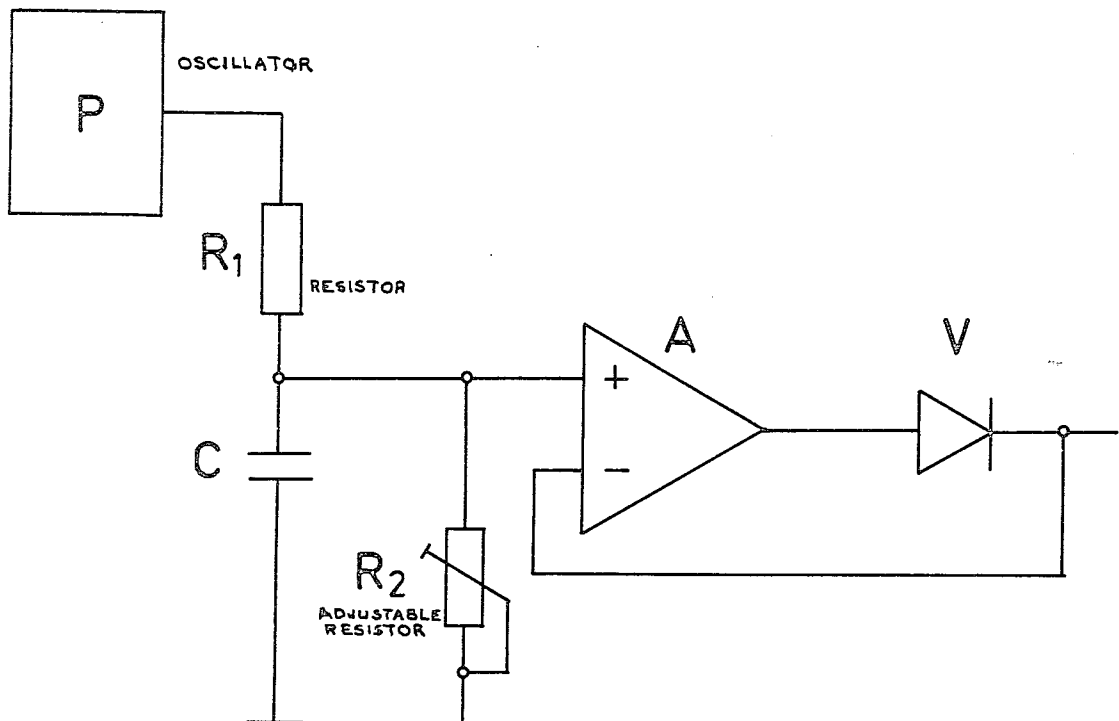 OSCILLATOR
P
R1
RESISTOR
A
V
+
C
−
R2
ADJUSTABLE
RESISTOR